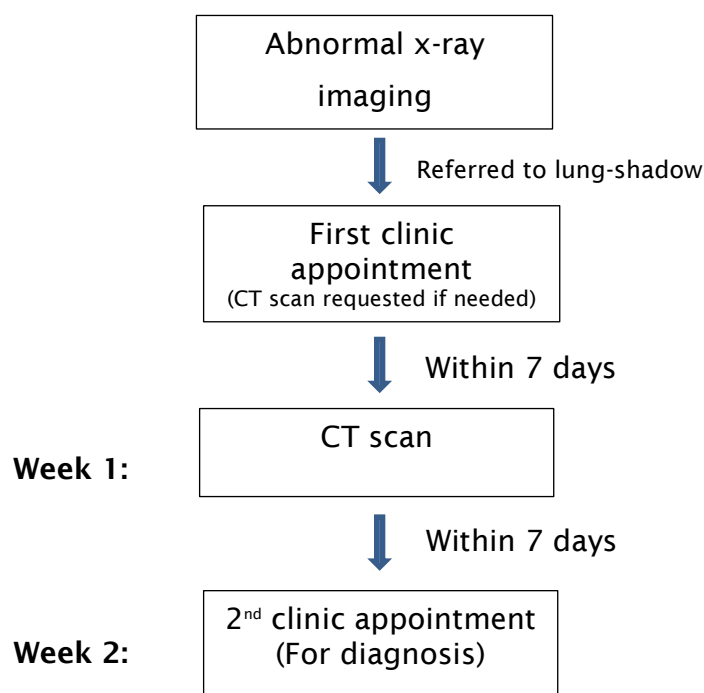 Abnormal x-ray
imaging
Referred to lung-shadow
First clinic
appointment
(CT scan requested if needed)
Within 7 days
CT scan
Week 1:
Within 7 days
2nd clinic appointment
(For diagnosis)
Week 2: